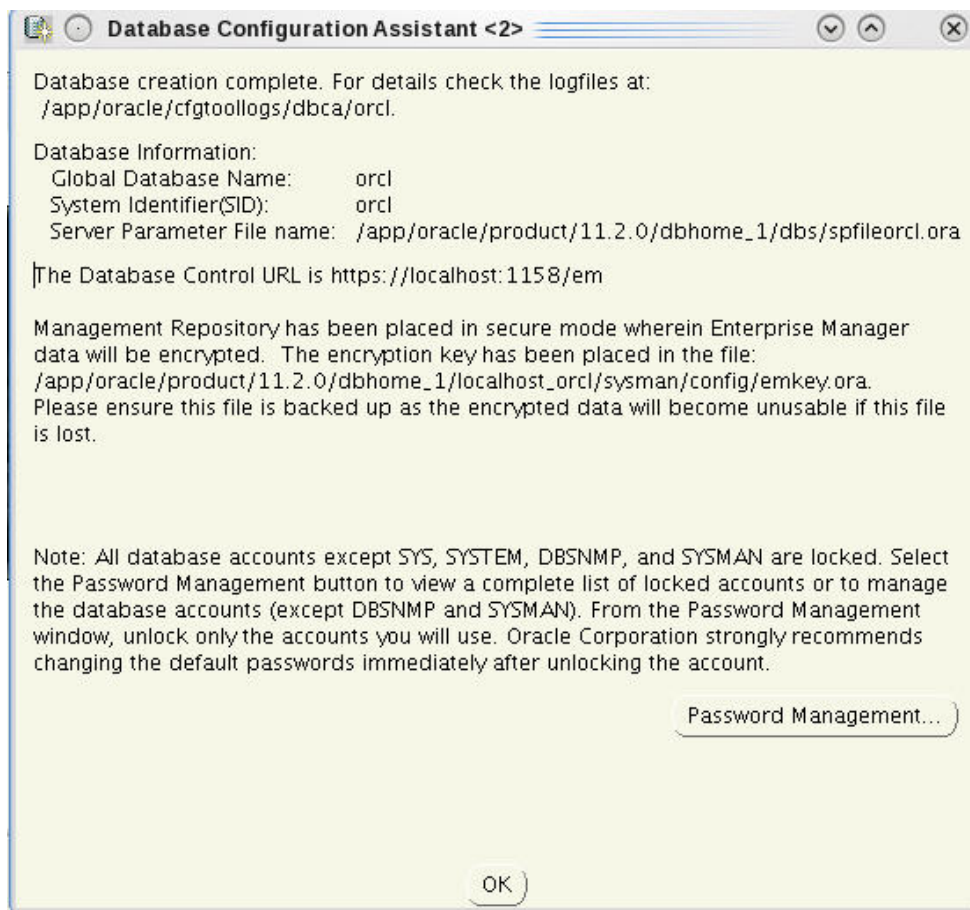 Database Configuration Assistant <2>
Database creation complete. For details check the logfiles at:
/app/oracle/cfgtoollogs/dbca/orcl.
Database Information:
Global Database Name: orcl
System Identifier(SID): orcl
Server Parameter File name: /app/oracle/product/11.2.0/dbhome_1/dbs/spfileorcl.ora
The Database Control URL is https://localhost:1158/em
Management Repository has been placed in secure mode wherein Enterprise Manager
data will be encrypted. The encryption key has been placed in the file:
/app/oracle/product/11.2.0/dbhome_1/localhost_orcl/sysman/config/emkey.ora.
Please ensure this file is backed up as the encrypted data will become unusable if this file
is lost.
Note: All database accounts except SYS, SYSTEM, DBSNMP, and SYSMAN are locked. Select
the Password Management button to view a complete list of locked accounts or to manage
the database accounts (except DBSNMP and SYSMAN). From the Password Management
window, unlock only the accounts you will use. Oracle Corporation strongly recommends
changing the default passwords immediately after unlocking the account.
Password Management...
OK